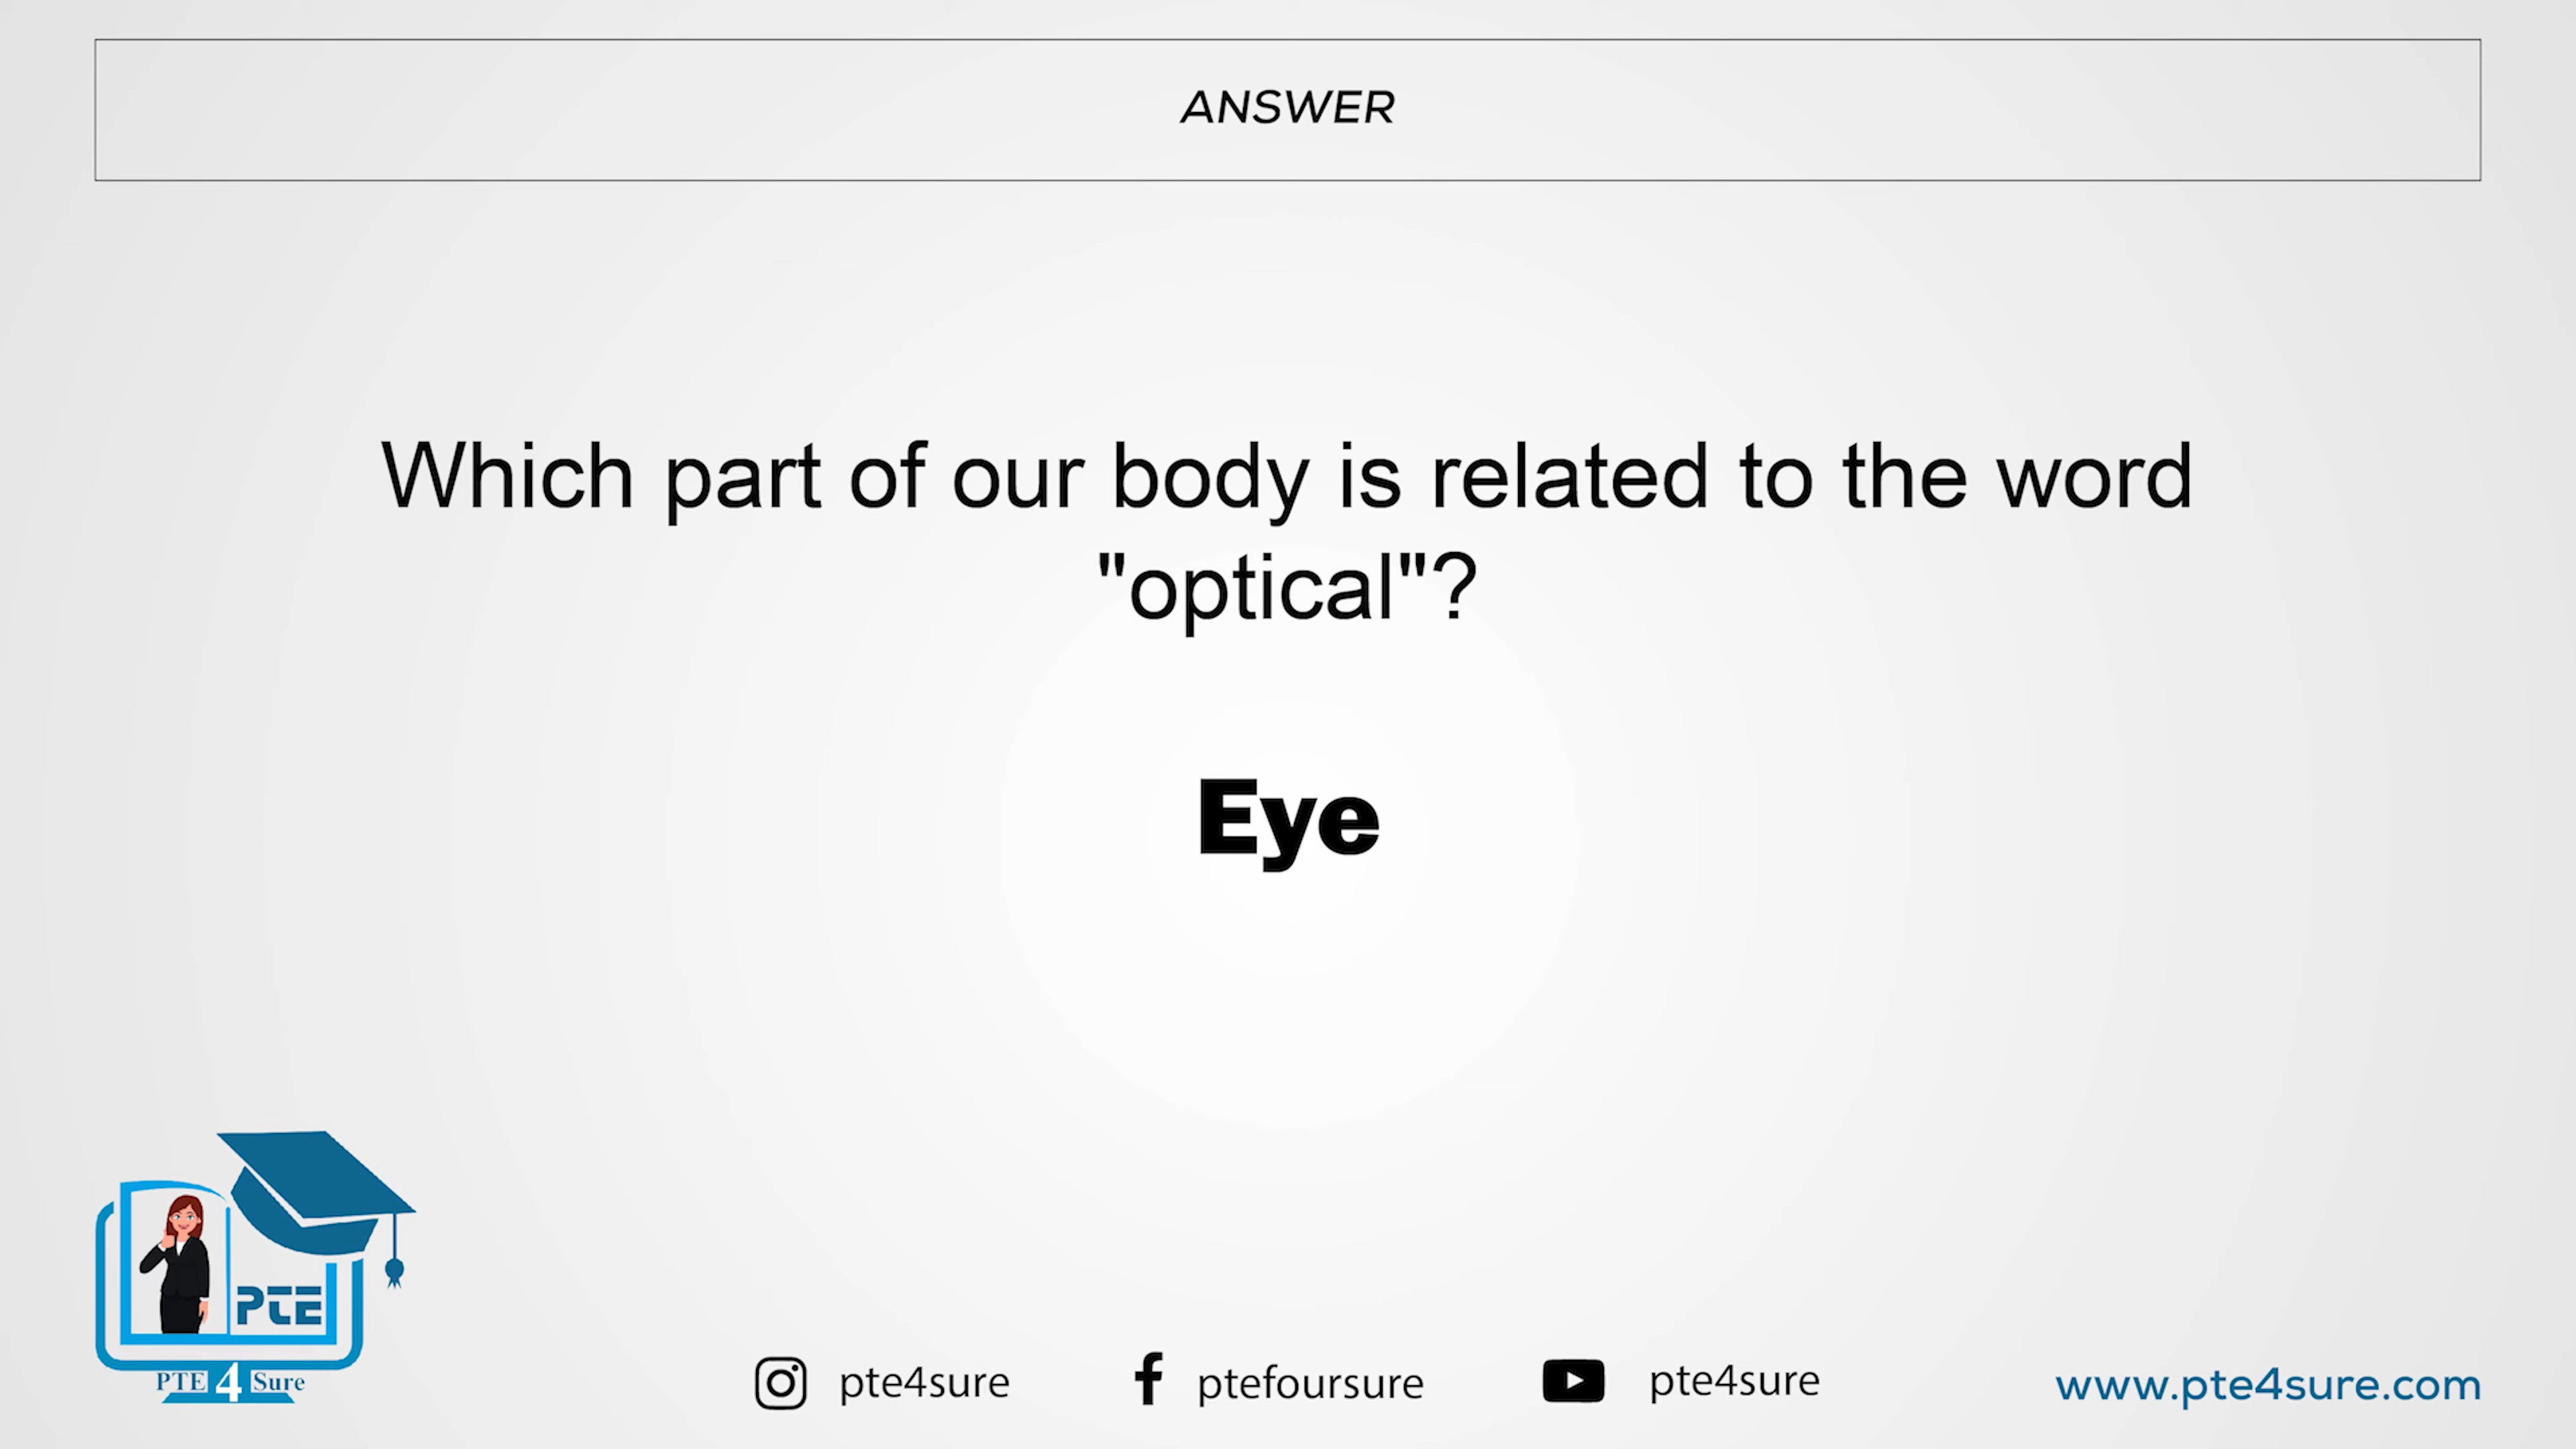 ANSWER
Which part of our body is related to the word
"optical"?
Eye
PTE
PTE 4 Sure
pte4sure
ptefoursure
pte4sure
www.pte4sure.com